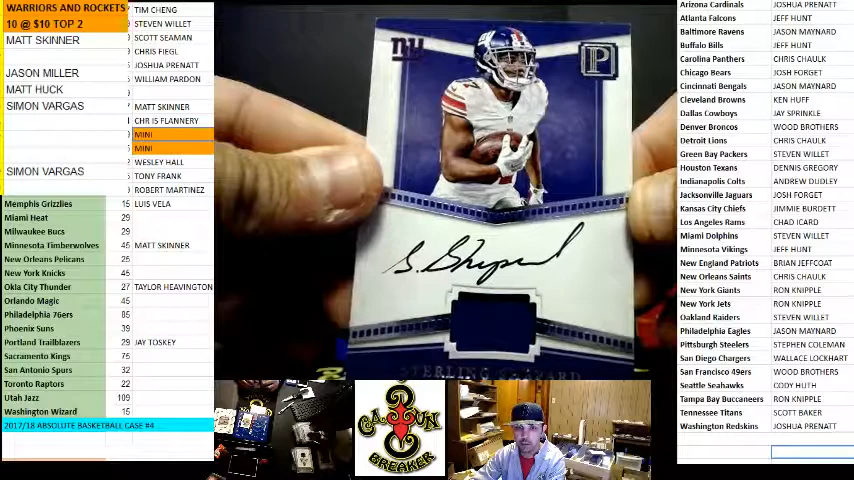 WARRIORS AND ROCKETS
10 @ $10 TOP 2
MATT SKINNER
JASON MILLER
MATT HUCK
SIMON VARGAS
SIMON VARGAS
TIM CHENG
STEVEN WILLET
SCOTT SEAMAN
CHRIS FIEGL
JOSHUA PRENATT
WILLIAM PARDON
MATT SKINNER
CHR IS FLANNERY
MINI
MINI
WESLEY HALL
TONY FRANK
ROBERT MARTINEZ
Memphis Grizzlies 15 LUIS VELA
Miami Heat 29
Milwaukee Bucs 29
Minnesota Timberwolves 45 MATT SKINNER
New Orleans Pelicans 25
New York Knicks 45
Okla City Thunder 27 TAYLOR HEAVINGTON
Orlando Magic 45
Philadelphia 76ers 85
Phoenix Suns 39
Portland Trailblazers 29 JAY TOSKEY
Sacramento Kings 75
San Antonio Spurs 32
Toronto Raptors 22
Utah Jazz 109
Washington Wizard 15
2017/18 ABSOLUTE BASKETBALL CASE #4
ny
P
S. Shepard
STERLING SHEPARD
CAJUN
BREAKER
Arizona Cardinals JOSHUA PRENATT
Atlanta Falcons JEFF HUNT
Baltimore Ravens JASON MAYNARD
Buffalo Bills JEFF HUNT
Carolina Panthers CHRIS CHAULK
Chicago Bears JOSH FORGET
Cincinnati Bengals JASON MAYNARD
Cleveland Browns KEN HUFF
Dallas Cowboys JAY SPRINKLE
Denver Broncos WOOD BROTHERS
Detroit Lions CHRIS CHAULK
Green Bay Packers STEVEN WILLET
Houston Texans DENNIS GREGORY
Indianapolis Colts ANDREW DUDLEY
Jacksonville Jaguars JOSH FORGET
Kansas City Chiefs JIMMIE BURDETT
Los Angeles Rams CHAD ICARD
Miami Dolphins STEVEN WILLET
Minnesota Vikings JEFF HUNT
New England Patriots BRIAN JEFFCOAT
New Orleans Saints CHRIS CHAULK
New York Giants RON KNIPPLE
New York Jets RON KNIPPLE
Oakland Raiders STEVEN WILLET
Philadelphia Eagles JASON MAYNARD
Pittsburgh Steelers STEPHEN COLEMAN
San Diego Chargers WALLACE LOCKHART
San Francisco 49ers WOOD BROTHERS
Seattle Seahawks CODY HUTH
Tampa Bay Buccaneers RON KNIPPLE
Tennessee Titans SCOTT BAKER
Washington Redskins JOSHUA PRENATT